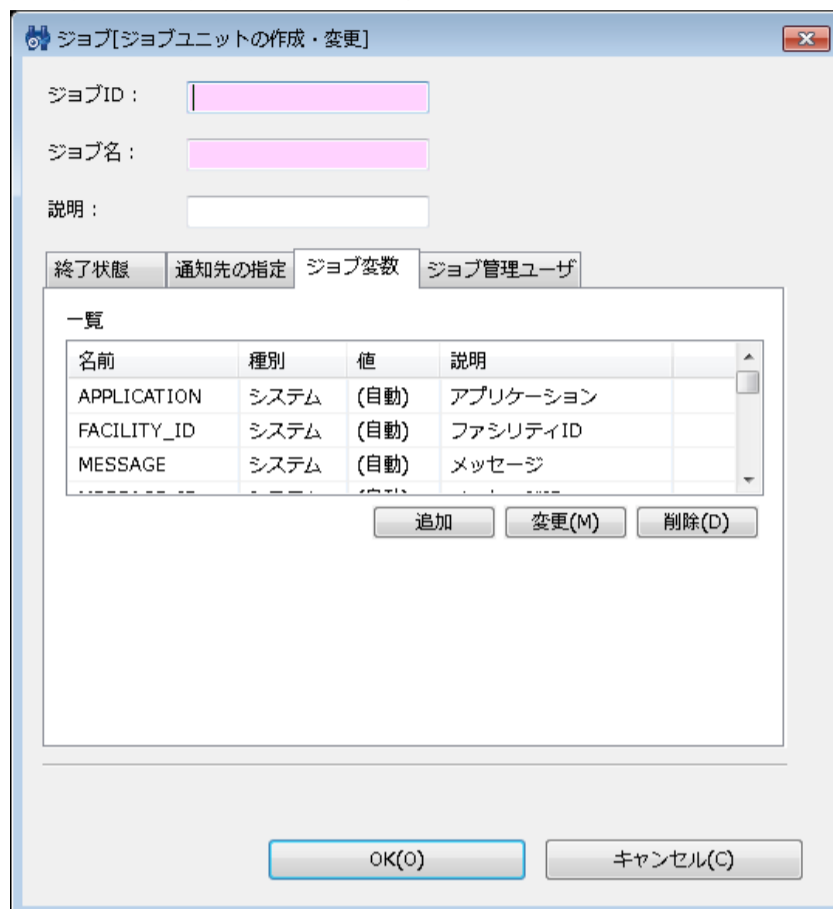 ジョブ[ジョブユニットの作成・変更]
ジョブID：
ジョブ名：
説明：
終了状態 通知先の指定 ジョブ変数 ジョブ管理ユーザ
一覧
名前 種別 値 説明
APPLICATION システム (自動) アプリケーション
FACILITY_ID システム (自動) ファシリティID
MESSAGE システム (自動) メッセージ
追加 変更(M) 削除(D)
OK(O) キャンセル(C)